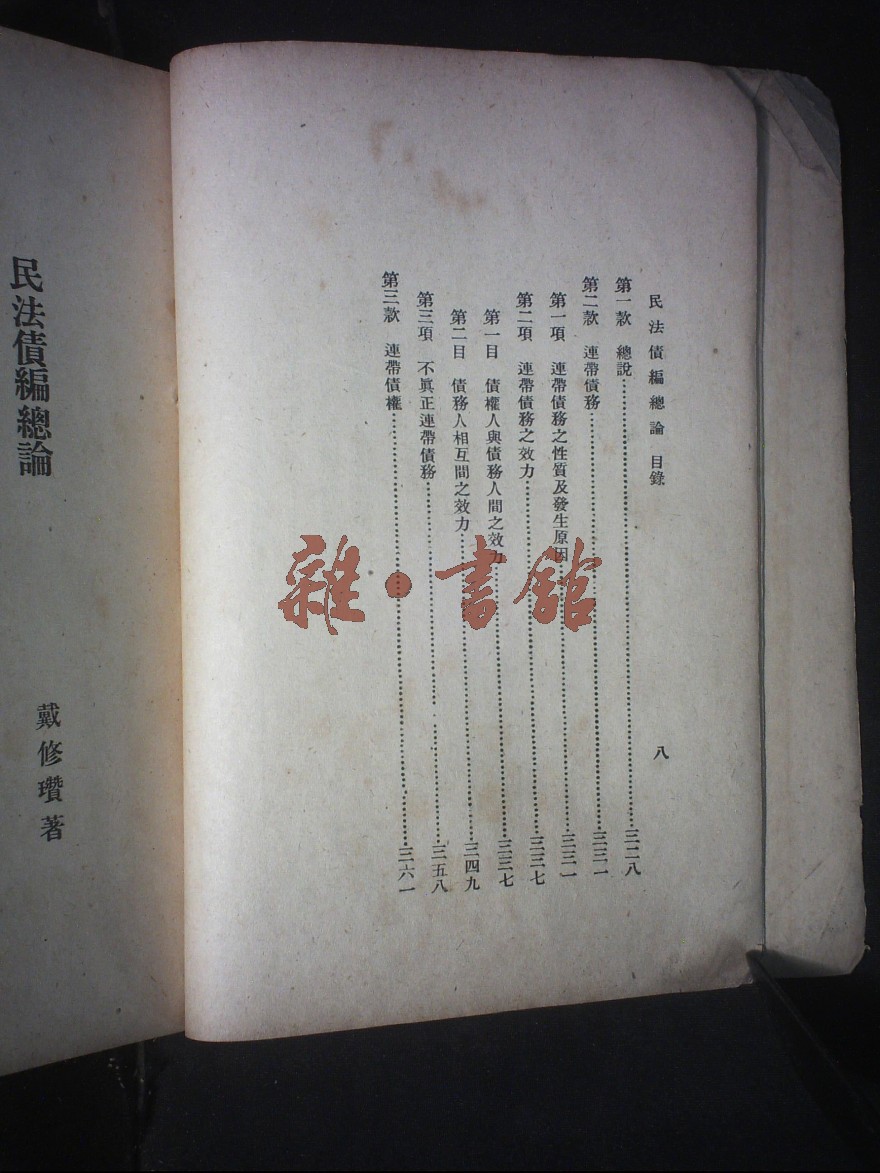 民法債編總論 目錄 八
第一款 總說 三二八
第二款 連帶債務 三三一
第一項 連帶債務之性質及發生原因 三三一
第二項 連帶債務之效力 三三七
第一目 債權人與債務人間之效力 三三七
第二目 債務人相互間之效力 三四九
第三項 不眞正連帶債務 三五八
第三款 連帶債權 三六一
民法債編總論
戴修瓚著
雜·書館